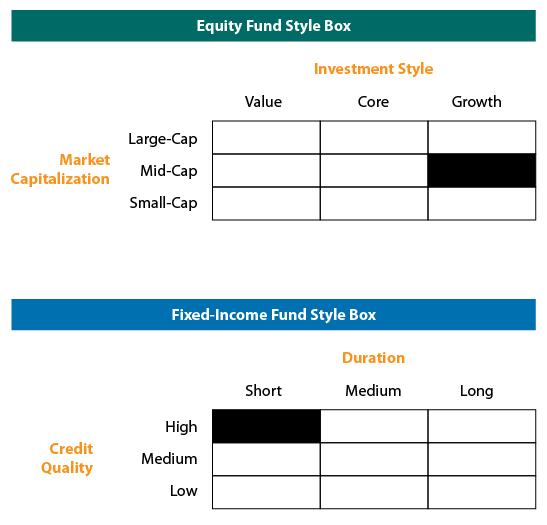 Equity Fund Style Box
Investment Style
Value Core Growth
Market
Capitalization
Large-Cap
Mid-Cap
Small-Cap
Fixed-Income Fund Style Box
Duration
Short Medium Long
Credit
Quality
High
Medium
Low